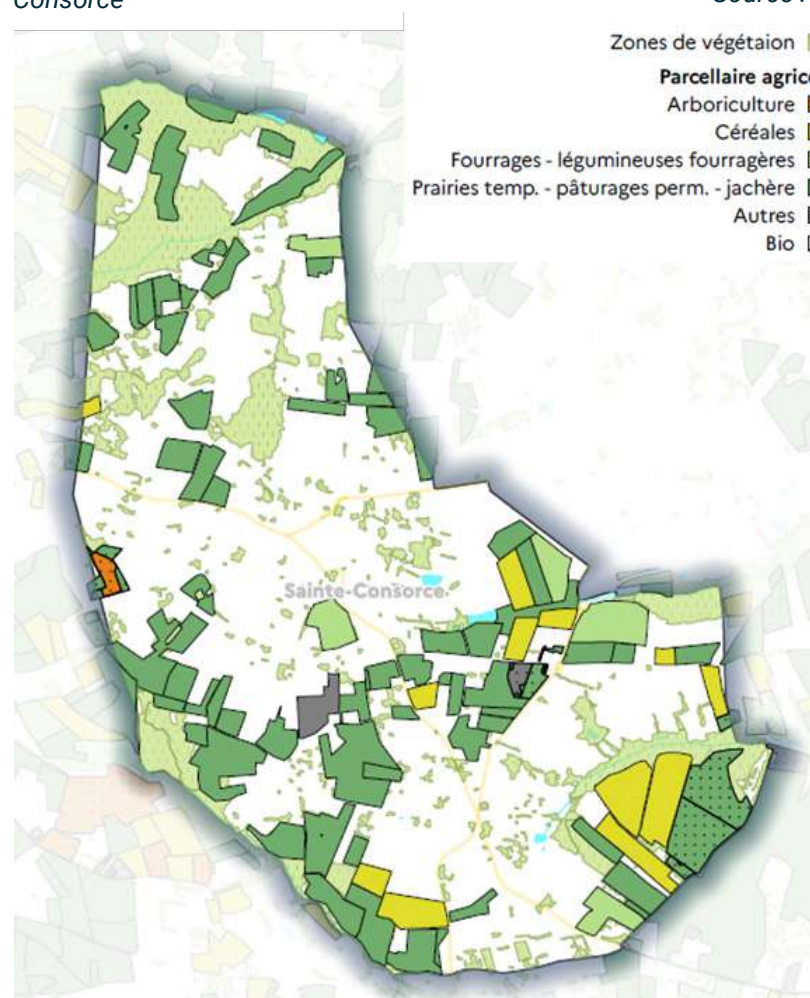 Consorce
Source
Zones de végétaion
Parcellaire agric
Arboriculture
Céréales
Fourrages - légumineuses fourragères
Prairies temp. - pâturages perm. - jachère
Autres
Bio
Sainte-Consorce